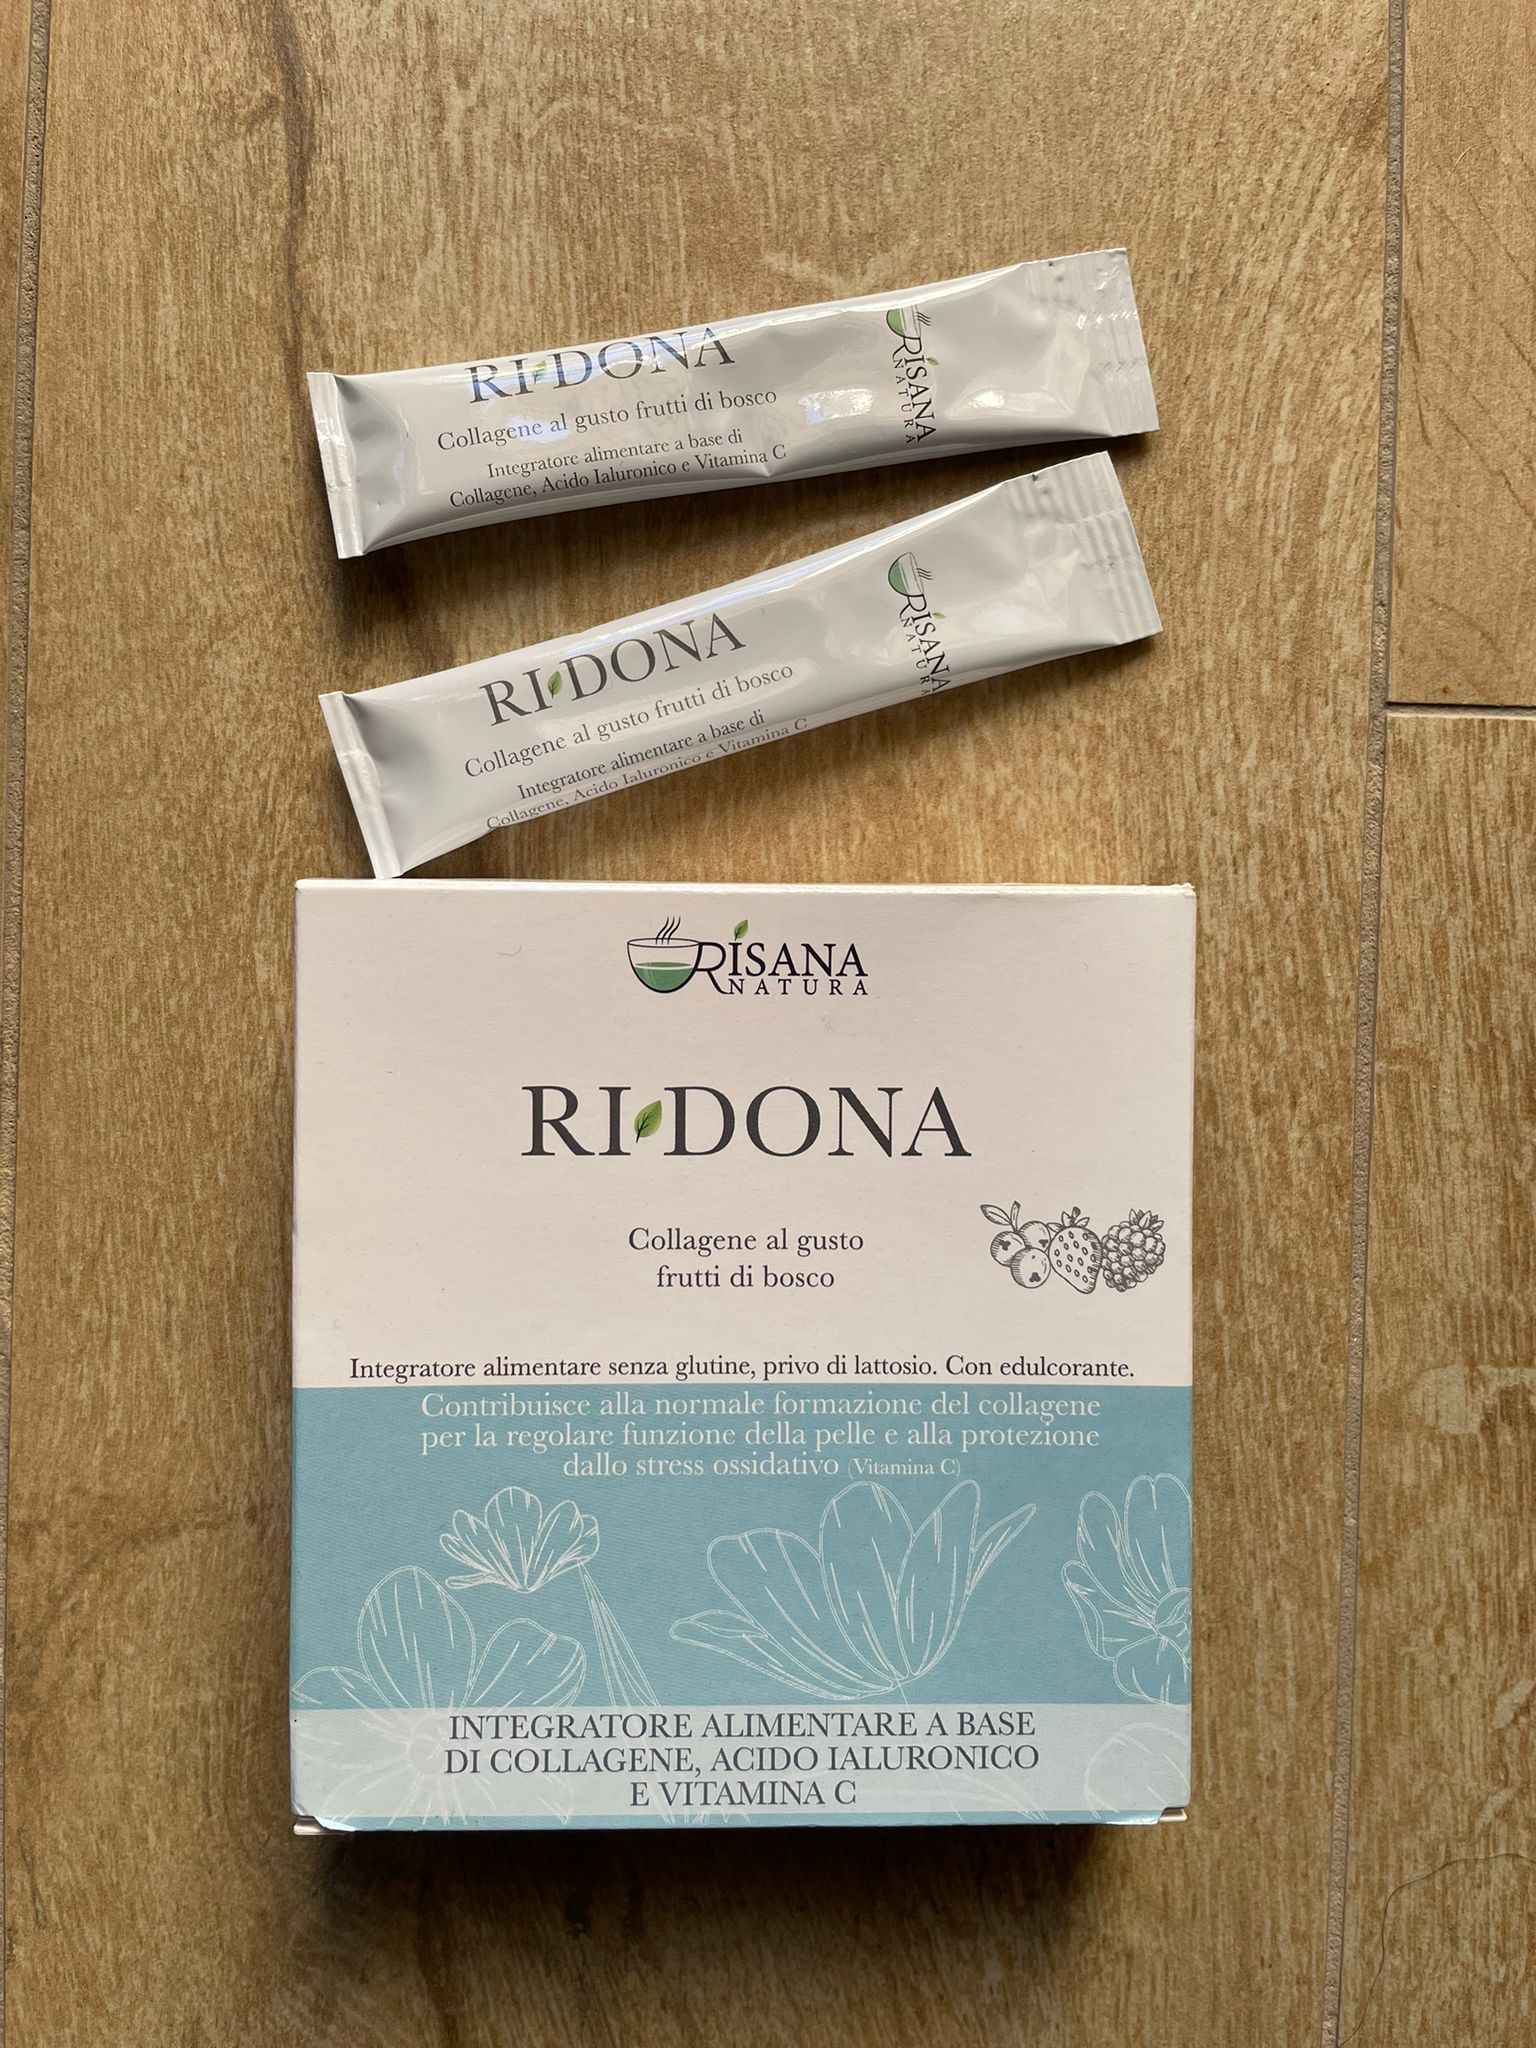 RI DONA
Collagene al gusto frutti di bosco
Integratore alimentare a base di
Collagene, Acido Ialuronico e Vitamina C
RISANA
NATURA
RI DONA
Collagene al gusto frutti di bosco
Integratore alimentare a base di
Collagene, Acido Ialuronico e Vitamina C
RISANA
NATURA
RISANA
NATURA
RI DONA
Collagene al gusto
frutti di bosco
Integratore alimentare senza glutine, privo di lattosio. Con edulcorante.
Contribuisce alla normale formazione del collagene
per la regolare funzione della pelle e alla protezione
dallo stress ossidativo (Vitamina C)
INTEGRATORE ALIMENTARE A BASE
DI COLLAGENE, ACIDO IALURONICO
E VITAMINA C